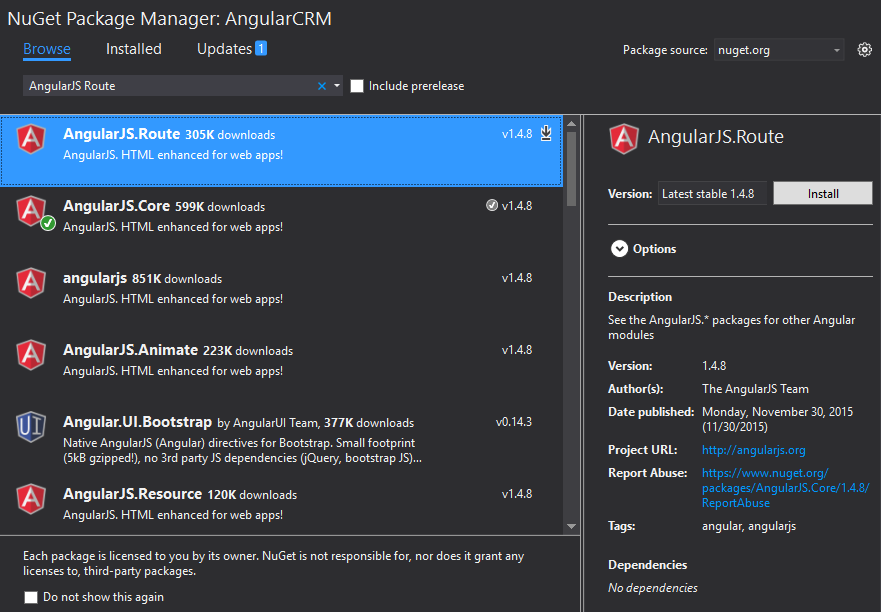 NuGet Package Manager: AngularCRM
Browse Installed Updates 1
Package source: nuget.org
AngularJS Route
Include prerelease
AngularJS.Route 305K downloads v1.4.8
AngularJS. HTML enhanced for web apps!
AngularJS.Core 599K downloads v1.4.8
AngularJS. HTML enhanced for web apps!
angularjs 851K downloads v1.4.8
AngularJS. HTML enhanced for web apps!
AngularJS.Animate 223K downloads v1.4.8
AngularJS. HTML enhanced for web apps!
UI
Angular.UI.Bootstrap by AngularUI Team, 377K downloads v0.14.3
Native AngularJS (Angular) directives for Bootstrap. Small footprint
(5kB gzipped!), no 3rd party JS dependencies (jQuery, bootstrap JS)...
AngularJS.Resource 120K downloads v1.4.8
AngularJS. HTML enhanced for web apps!
Each package is licensed to you by its owner. NuGet is not responsible for, nor does it grant any
licenses to, third-party packages.
Do not show this again
AngularJS.Route
Version: Latest stable 1.4.8 Install
Options
Description
See the AngularJS.* packages for other Angular
modules
Version: 1.4.8
Author(s): The AngularJS Team
Date published: Monday, November 30, 2015
(11/30/2015)
Project URL: http://angularjs.org
Report Abuse: https://www.nuget.org/
packages/AngularJS.Core/1.4.8/
ReportAbuse
Tags: angular, angularjs
Dependencies
No dependencies